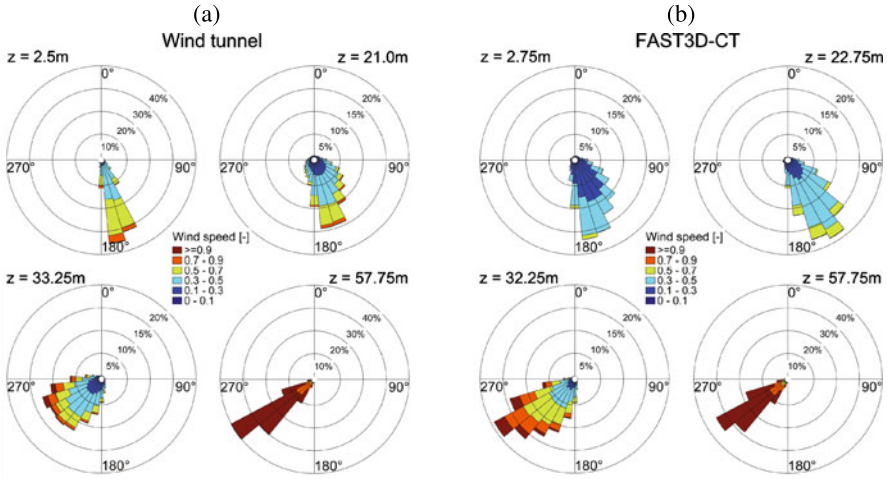 (a)
(b)
Wind tunnel
FAST3D-CT
z = 2.5m
z = 21.0m
z = 2.75m
z = 22.75m
0°
40%
30%
20%
10%
270°
90°
180°
0°
20%
15%
10%
5%
270°
90°
180°
0°
20%
15%
10%
5%
270°
90°
180°
0°
20%
15%
10%
5%
270°
90°
180°
Wind speed [-]
>=0.9
0.7 - 0.9
0.5 - 0.7
0.3 - 0.5
0.1 - 0.3
0 - 0.1
Wind speed [-]
>=0.9
0.7 - 0.9
0.5 - 0.7
0.3 - 0.5
0.1 - 0.3
0 - 0.1
z = 33.25m
z = 57.75m
z = 32.25m
z = 57.75m
0°
20%
15%
10%
5%
270°
90°
180°
0°
40%
30%
20%
10%
270°
90°
180°
0°
20%
15%
10%
5%
270°
90°
180°
0°
40%
30%
20%
10%
270°
90°
180°